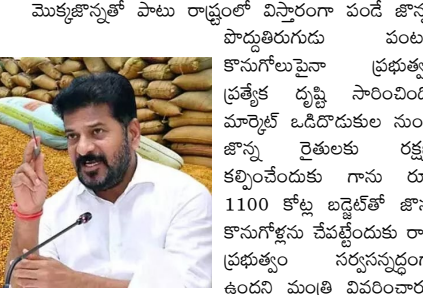 మొక్కజొన్నతో పాటు రాష్ట్రంలో విస్తారంగా పండే జొన్న
పొద్దుతిరుగుడు పంట
కొనుగోలుపైనా ప్రభుత్వ
ప్రత్యేక దృష్టి సారించింది
మార్కెట్ ఒడిదొడుకుల నుం
జొన్న రైతులకు రక్ష
కల్పించేందుకు గాను రూ
1100 కోట్ల బడ్జెట్‌తో జొన
కొనుగోళ్లను చేపట్టేందుకు రా
ప్రభుత్వం సర్వసన్నద్ధంగ
ఉందని మంత్రి వివరించార